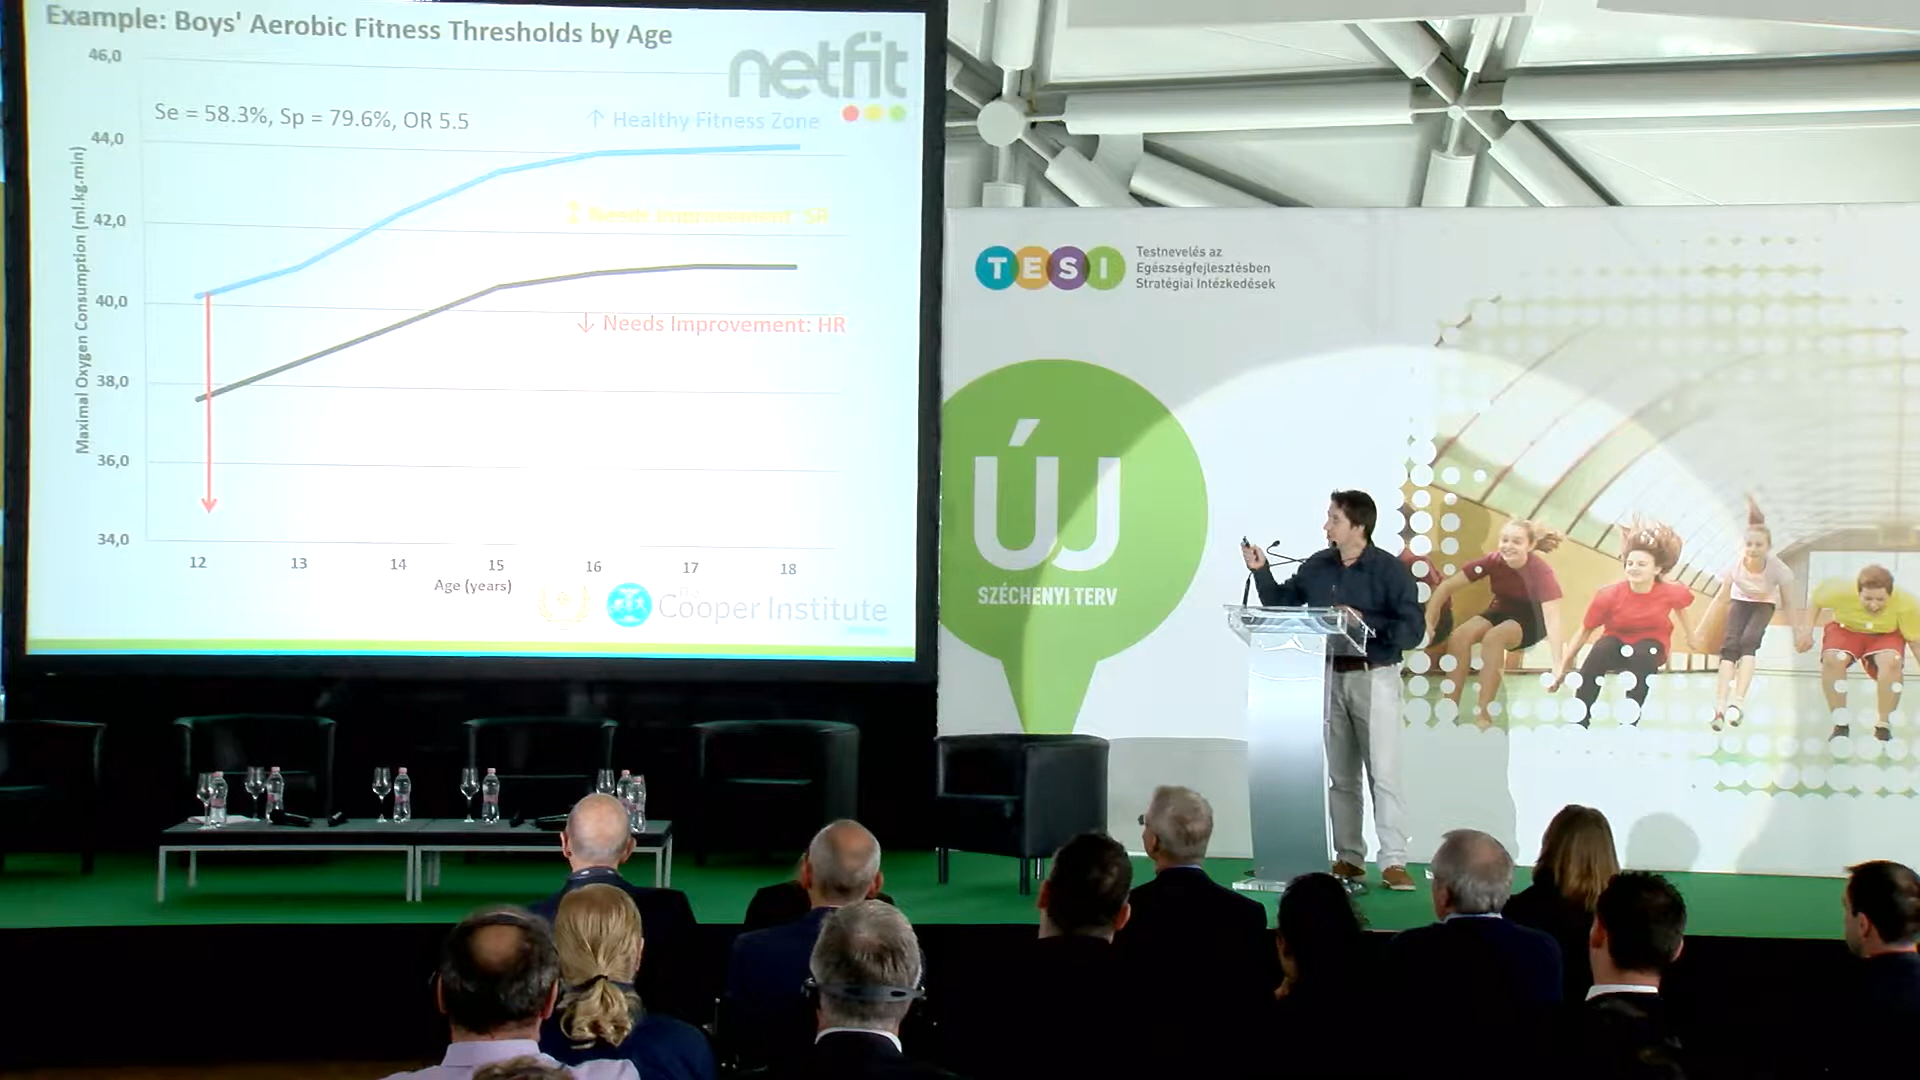 Example: Boys' Aerobic Fitness Thresholds by Age
netfit
46,0
Se = 58.3%, Sp = 79.6%, OR 5.5
↑ Healthy Fitness Zone
44,0
42,0
↕ Needs Improvement: SR
40,0
↓ Needs Improvement: HR
38,0
36,0
34,0
Maximal Oxygen Consumption (ml.kg.min)
12 13 14 15 16 17 18
Age (years)
Cooper Institute
TESI
Testnevelés az
Egészségfejlesztésben
Stratégiai Intézkedések
ÚJ
SZÉCHENYI TERV